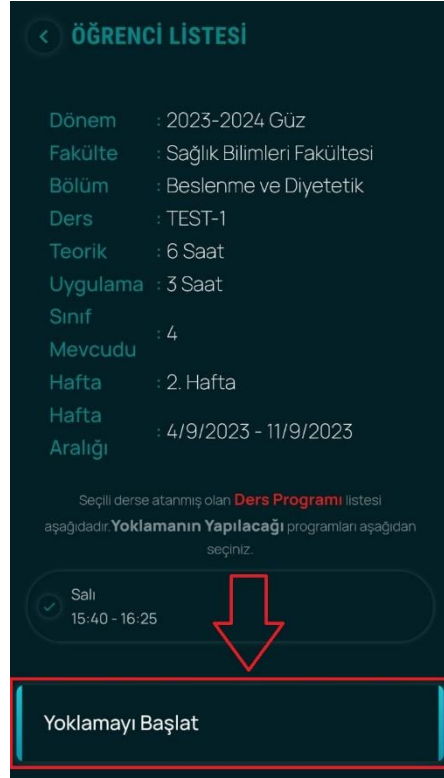 ÖĞRENCİ LİSTESİ
Dönem : 2023-2024 Güz
Fakülte : Sağlık Bilimleri Fakültesi
Bölüm : Beslenme ve Diyetetik
Ders : TEST-1
Teorik : 6 Saat
Uygulama : 3 Saat
Sınıf
Mevcudu : 4
Hafta : 2. Hafta
Hafta
Aralığı : 4/9/2023 - 11/9/2023
Seçili derse atanmış olan Ders Programı listesi
aşağıdadır.Yoklamanın Yapılacağı programları aşağıdan
seçiniz.
Salı
15:40 - 16:25
Yoklamayı Başlat